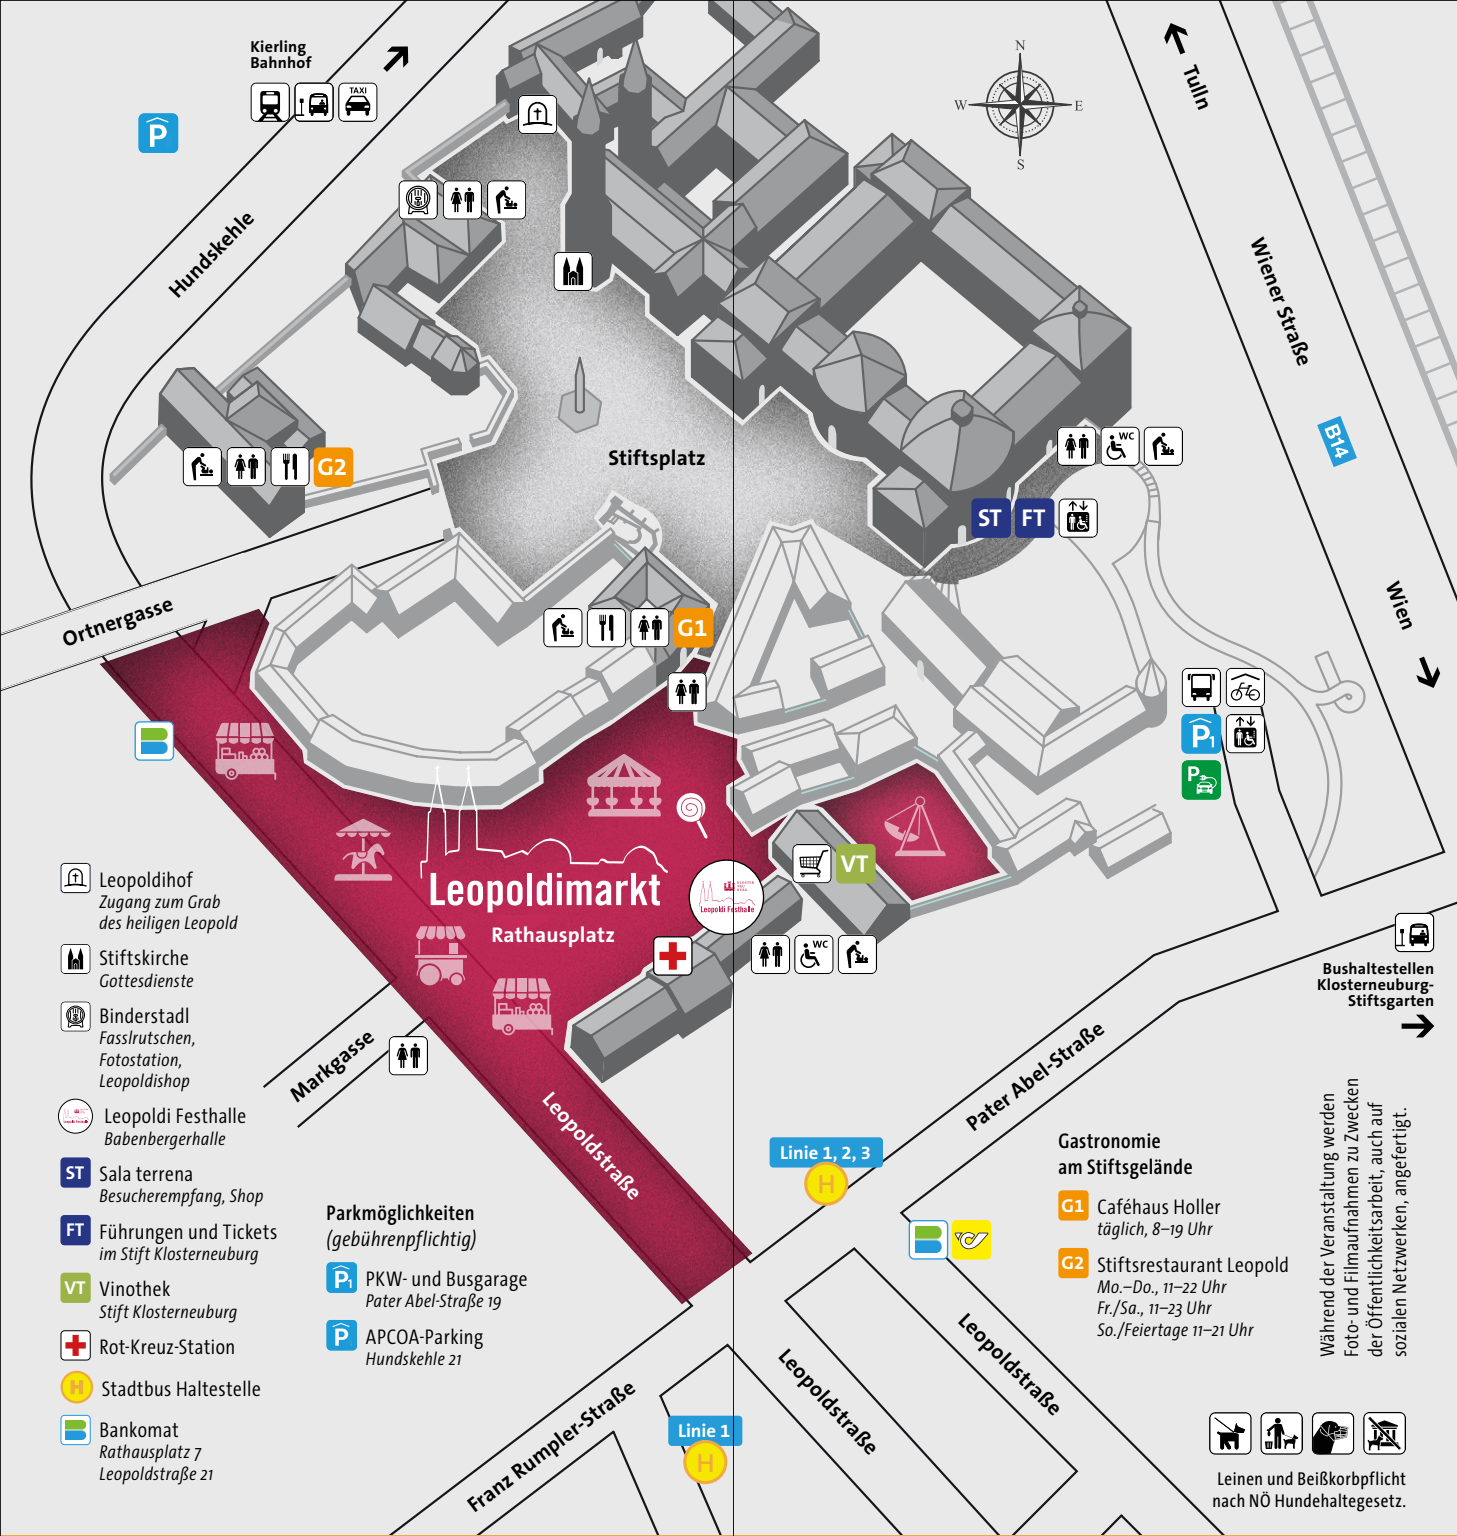 Kierling
Bahnhof
TAXI
P
Hundskehle
N
W
E
S
Tulln
Wiener Straße
B14
Wien
Stiftsplatz
WC
G2
ST
FT
Ortnergasse
G1
P1
P
Leopoldimarkt
Rathausplatz
VT
Leopoldi Festhalle
WC
Bushaltestellen
Klosterneuburg-
Stiftsgarten
Markgasse
Leopoldstraße
Pater Abel-Straße
Linie 1, 2, 3
H
Leopoldstraße
Leopoldstraße
Franz Rumpler-Straße
Linie 1
H
Leopoldihof
Zugang zum Grab
des heiligen Leopold
Stiftskirche
Gottesdienste
Binderstadl
Fasslrutschen,
Fotostation,
Leopoldishop
Leopoldi Festhalle
Babenbergerhalle
ST Sala terrena
Besucherempfang, Shop
FT Führungen und Tickets
im Stift Klosterneuburg
VT Vinothek
Stift Klosterneuburg
Rot-Kreuz-Station
H Stadtbus Haltestelle
Bankomat
Rathausplatz 7
Leopoldstraße 21
Parkmöglichkeiten
(gebührenpflichtig)
P1 PKW- und Busgarage
Pater Abel-Straße 19
P APCOA-Parking
Hundskehle 21
Gastronomie
am Stiftsgelände
G1 Caféhaus Holler
täglich, 8–19 Uhr
G2 Stiftsrestaurant Leopold
Mo.–Do., 11–22 Uhr
Fr./Sa., 11–23 Uhr
So./Feiertage 11–21 Uhr
Während der Veranstaltung werden
Foto- und Filmaufnahmen zu Zwecken
der Öffentlichkeitsarbeit, auch auf
sozialen Netzwerken, angefertigt.
Leinen und Beißkorbpflicht
nach NÖ Hundehaltegesetz.